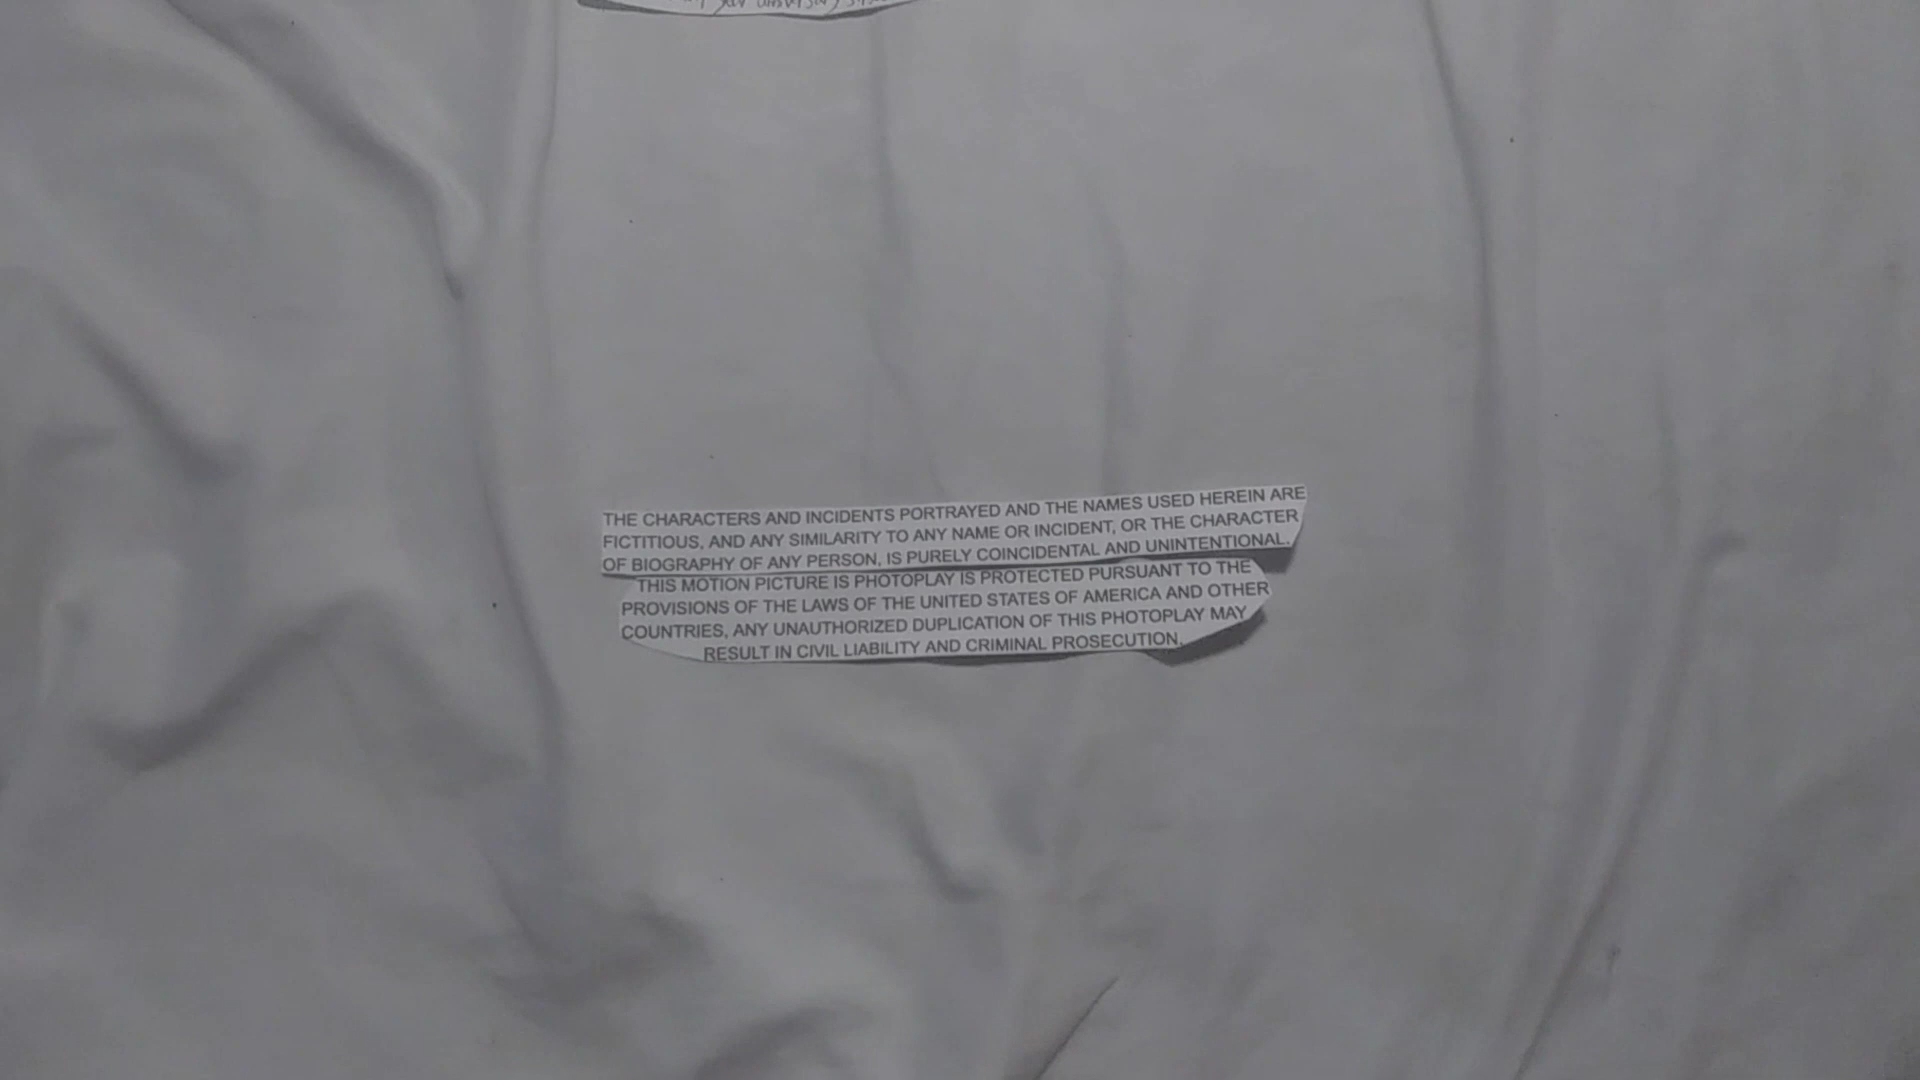 THE CHARACTERS AND INCIDENTS PORTRAYED AND THE NAMES USED HEREIN ARE
FICTITIOUS, AND ANY SIMILARITY TO ANY NAME OR INCIDENT, OR THE CHARACTER
OF BIOGRAPHY OF ANY PERSON, IS PURELY COINCIDENTAL AND UNINTENTIONAL.
THIS MOTION PICTURE IS PHOTOPLAY IS PROTECTED PURSUANT TO THE
PROVISIONS OF THE LAWS OF THE UNITED STATES OF AMERICA AND OTHER
COUNTRIES, ANY UNAUTHORIZED DUPLICATION OF THIS PHOTOPLAY MAY
RESULT IN CIVIL LIABILITY AND CRIMINAL PROSECUTION.